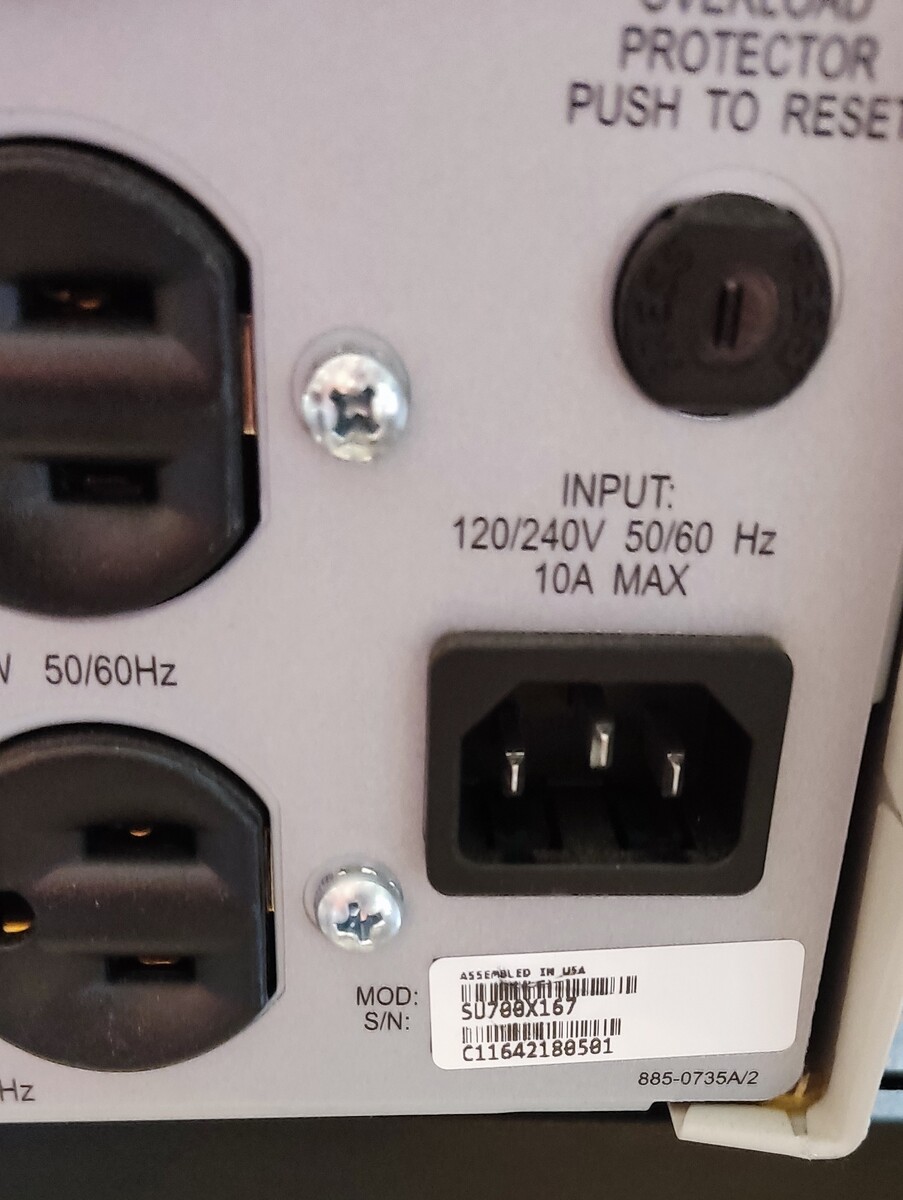 OVERLOAD
PROTECTOR
PUSH TO RESET
INPUT:
120/240V 50/60 Hz
10A MAX
50/60Hz
ASSEMBLED IN USA
MOD:
SU700X167
S/N:
C11642180501
Hz
885-0735A/2